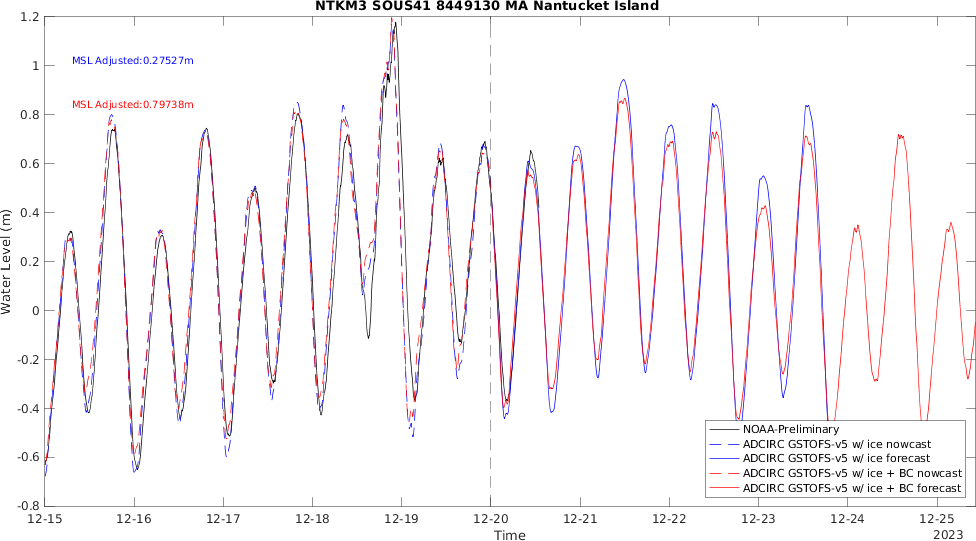 NTKM3 SOUS41 8449130 MA Nantucket Island
MSL Adjusted:0.27527m
MSL Adjusted:0.79738m
Water Level (m)
1.2
1
0.8
0.6
0.4
0.2
0
-0.2
-0.4
-0.6
-0.8
NOAA-Preliminary
ADCIRC GSTOFS-v5 w/ ice nowcast
ADCIRC GSTOFS-v5 w/ ice forecast
ADCIRC GSTOFS-v5 w/ ice + BC nowcast
ADCIRC GSTOFS-v5 w/ ice + BC forecast
12-15 12-16 12-17 12-18 12-19 12-20 12-21 12-22 12-23 12-24 12-25
Time
2023